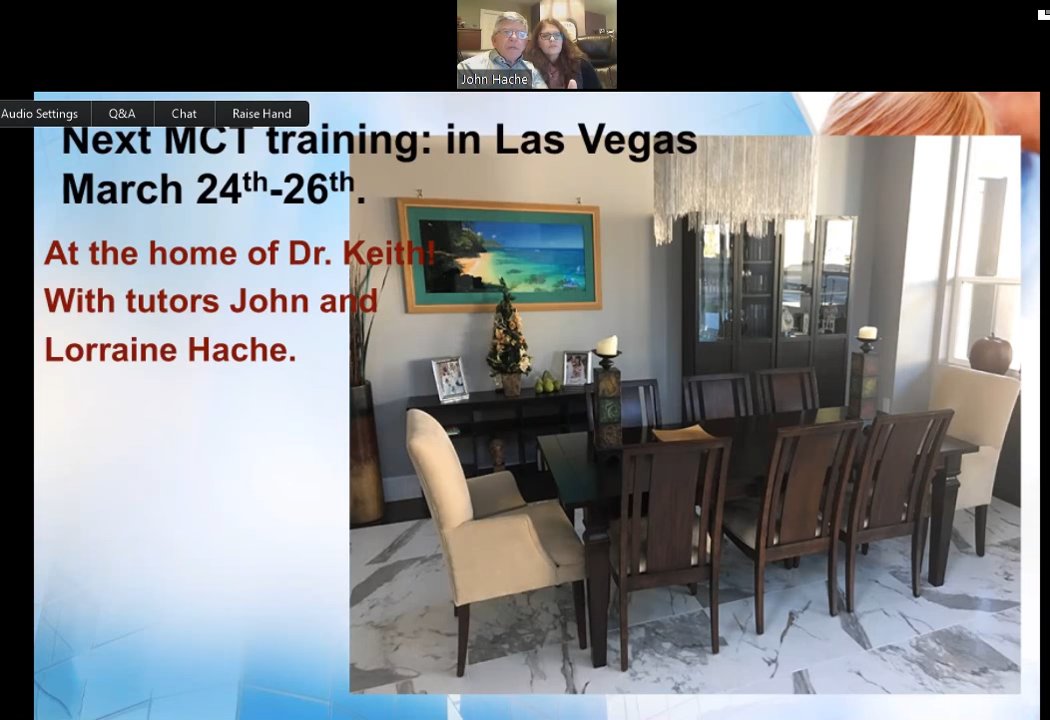 John Hache
Audio Settings
Q&A
Chat
Raise Hand
Next MCT training: in Las Vegas
March 24th-26th.
At the home of Dr. Keith!
With tutors John and
Lorraine Hache.